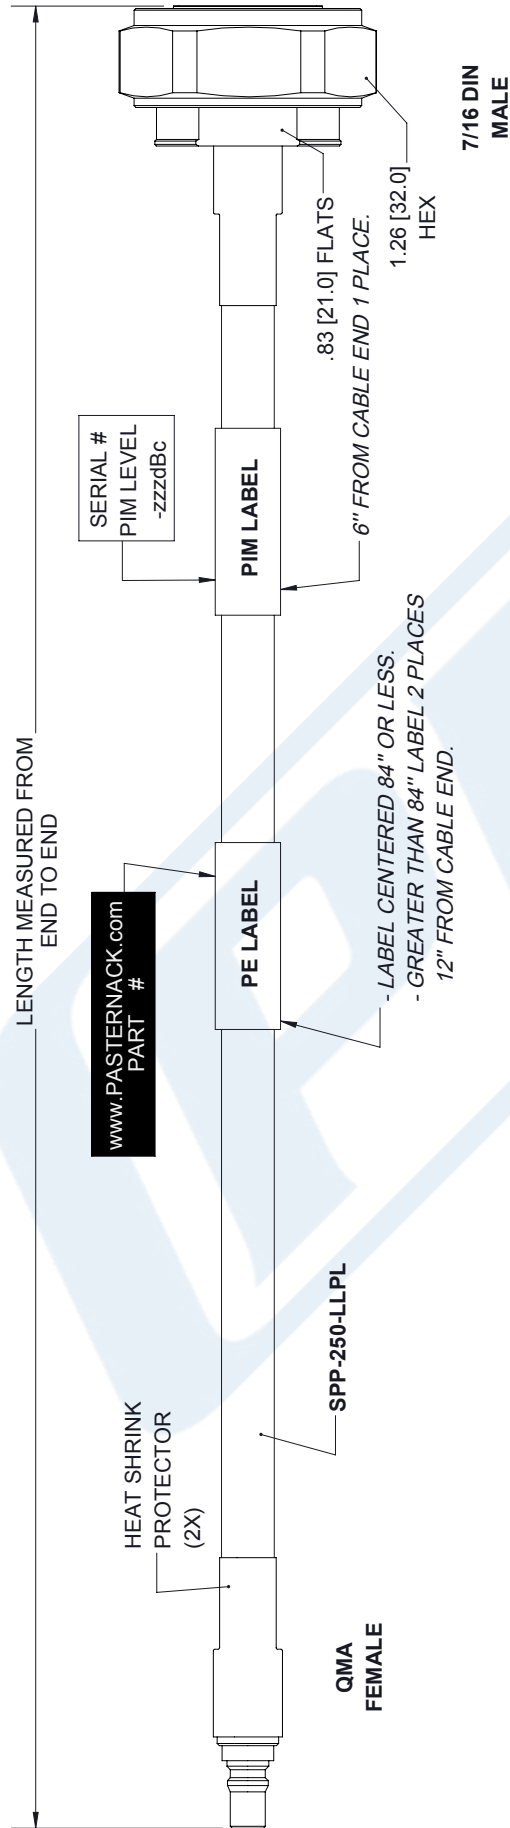 LENGTH MEASURED FROM
END TO END
HEAT SHRINK
PROTECTOR
(2X)
www.PASTERNACK.com
PART #
SERIAL #
PIM LEVEL
-zzzdBc
PE LABEL
PIM LABEL
SPP-250-LLPL
QMA
FEMALE
- LABEL CENTERED 84" OR LESS.
- GREATER THAN 84" LABEL 2 PLACES
12" FROM CABLE END.
6" FROM CABLE END 1 PLACE.
.83 [21.0] FLATS
1.26 [32.0]
HEX
7/16 DIN
MALE